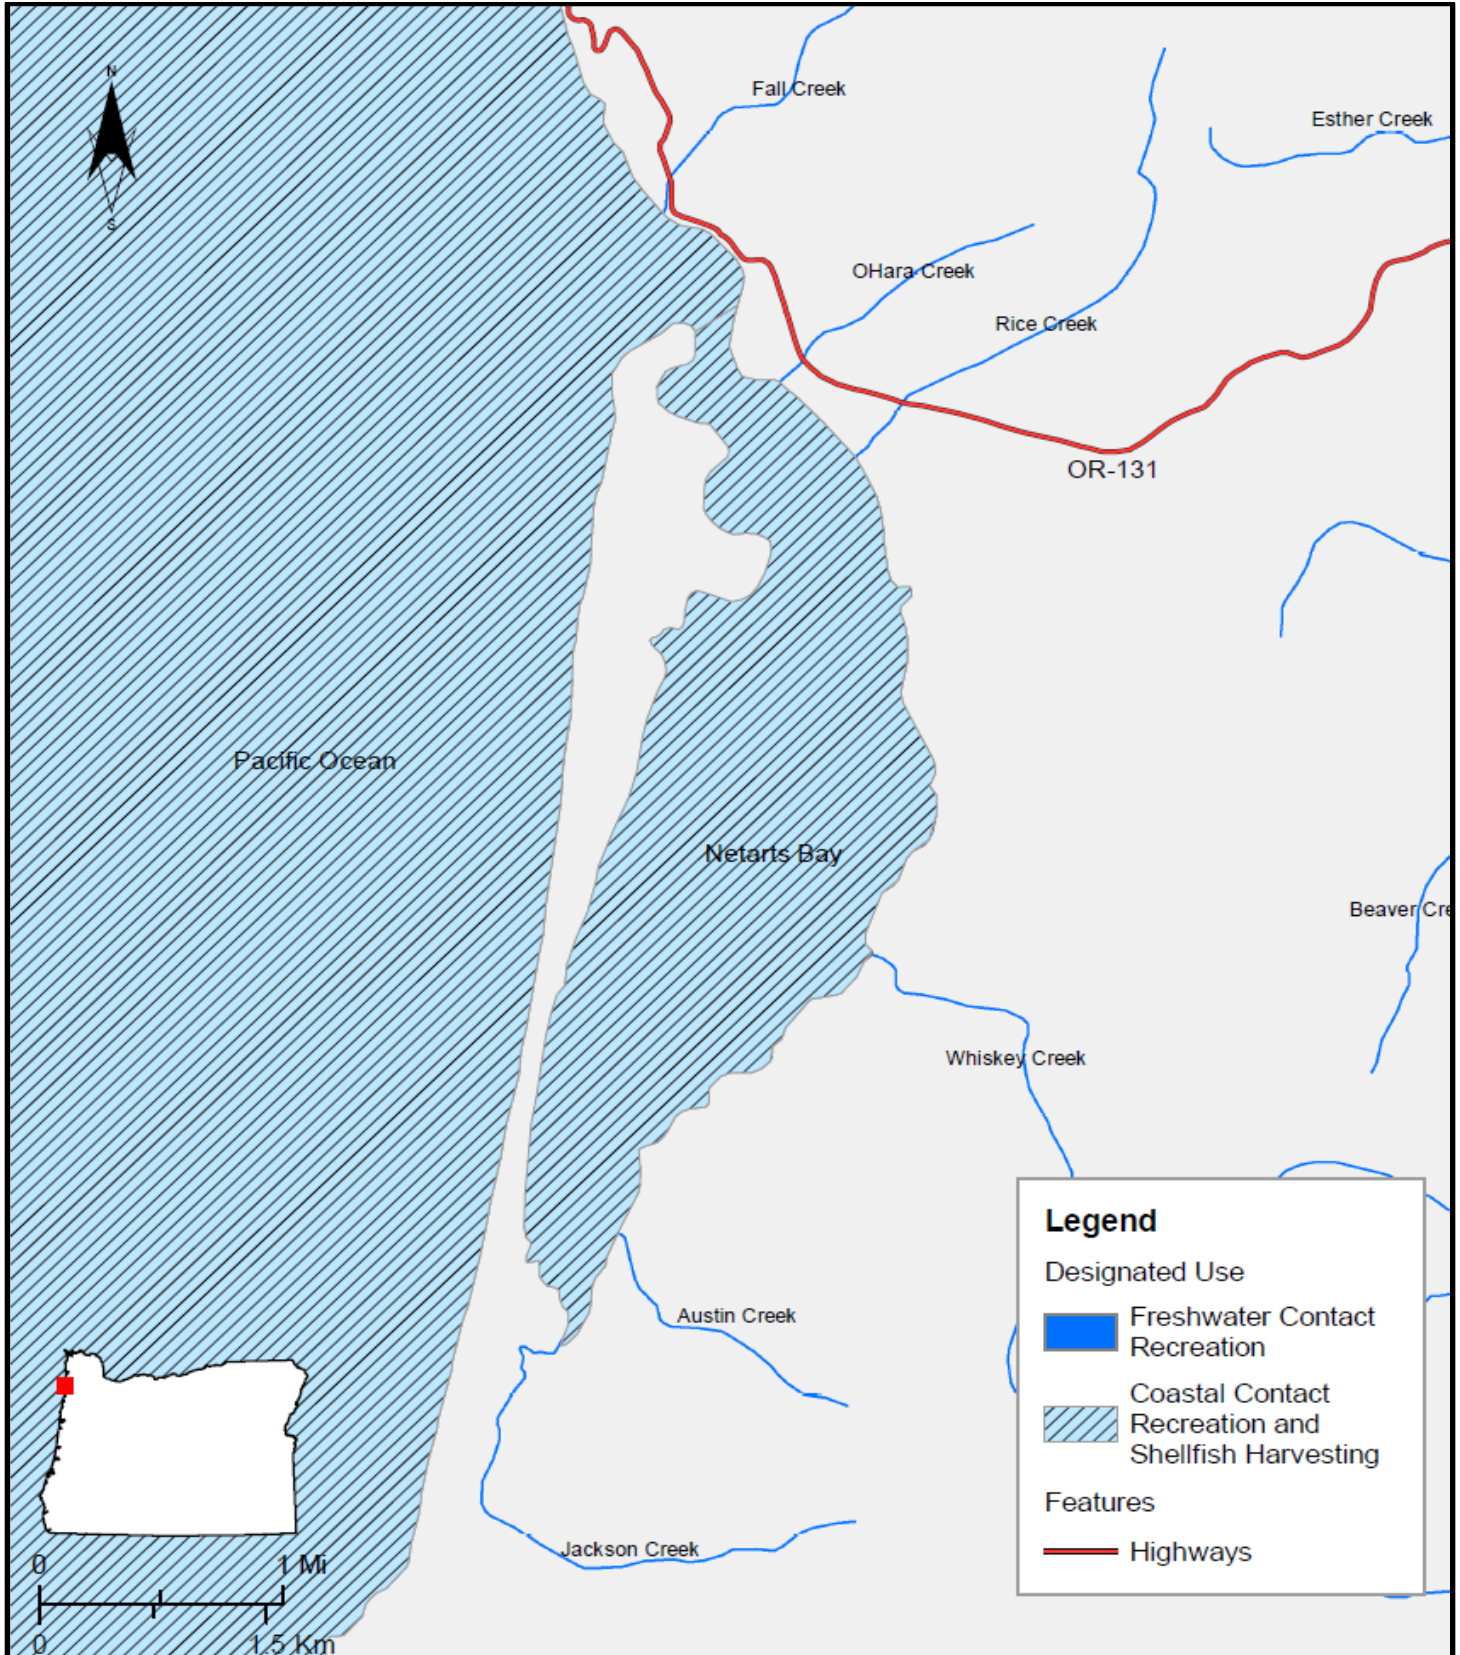 N
S
Fall Creek
Esther Creek
OHara Creek
Rice Creek
OR-131
Pacific Ocean
Netarts Bay
Beaver Cre
Whiskey Creek
Austin Creek
Jackson Creek
Legend
Designated Use
Freshwater Contact
Recreation
Coastal Contact
Recreation and
Shellfish Harvesting
Features
Highways
0 1 Mi
0 1.5 Km